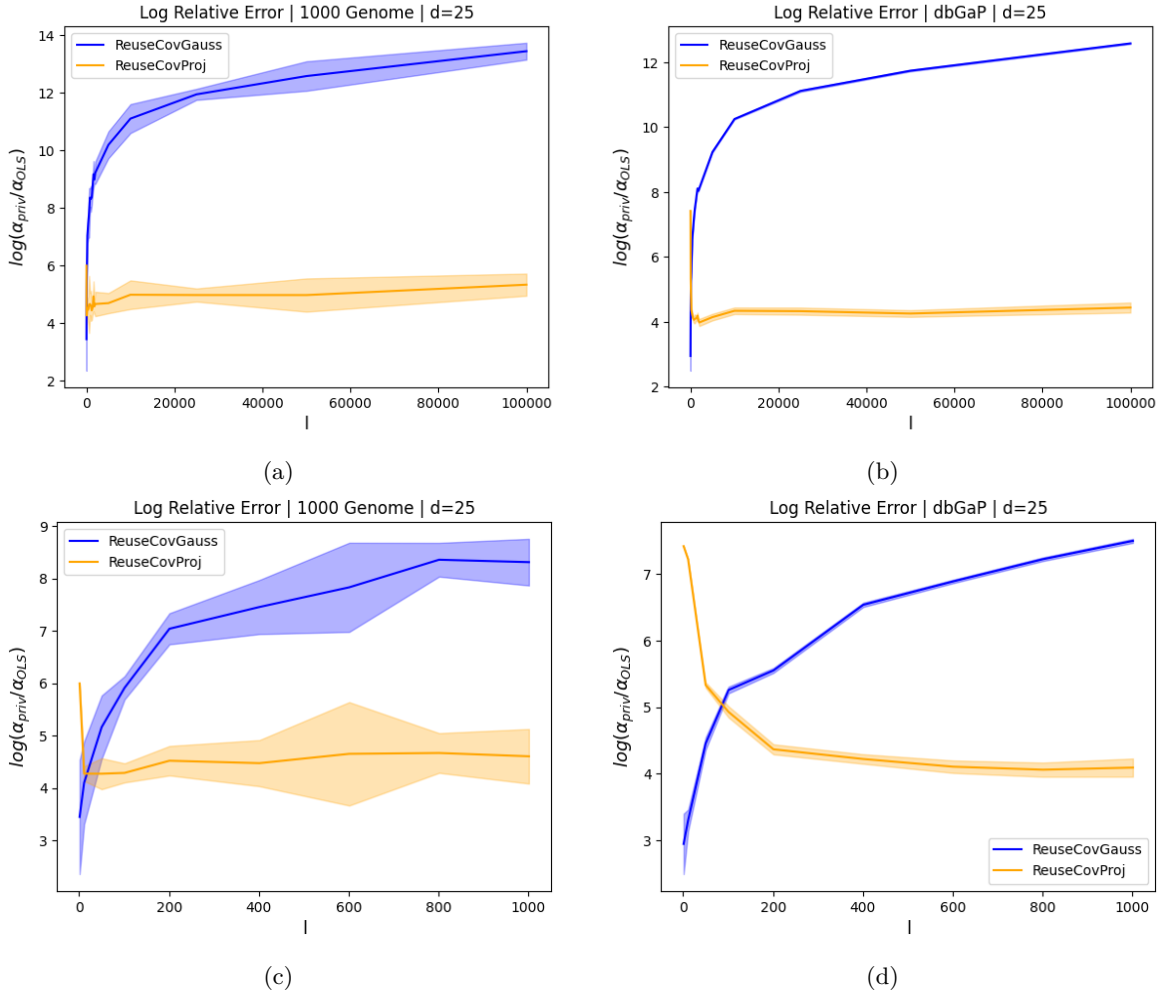 Log Relative Error | 1000 Genome | d=25
ReuseCovGauss
ReuseCovProj
log(α_priv/α_OLS)
14
12
10
8
6
4
2
0
20000
40000
60000
80000
100000
l
(a)
Log Relative Error | dbGaP | d=25
ReuseCovGauss
ReuseCovProj
log(α_priv/α_OLS)
12
10
8
6
4
2
0
20000
40000
60000
80000
100000
l
(b)
Log Relative Error | 1000 Genome | d=25
ReuseCovGauss
ReuseCovProj
log(α_priv/α_OLS)
9
8
7
6
5
4
3
0
200
400
600
800
1000
l
(c)
Log Relative Error | dbGaP | d=25
log(α_priv/α_OLS)
7
6
5
4
3
ReuseCovGauss
ReuseCovProj
0
200
400
600
800
1000
l
(d)